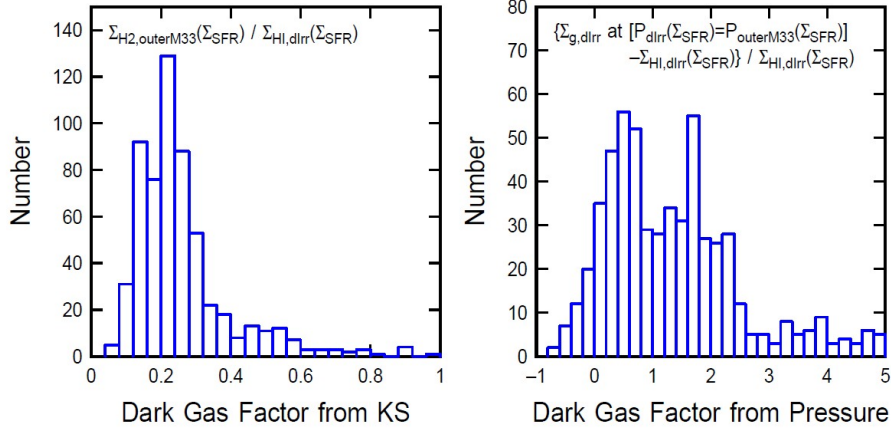 Σ_H2,outerM33(Σ_SFR) / Σ_HI,dIrr(Σ_SFR)
140
120
100
80
60
40
20
0
Number
0 0.2 0.4 0.6 0.8 1
Dark Gas Factor from KS
{Σ_g,dIrr at [P_dIrr(Σ_SFR)=P_outerM33(Σ_SFR)]
−Σ_HI,dIrr(Σ_SFR)} / Σ_HI,dIrr(Σ_SFR)
80
70
60
50
40
30
20
10
0
Number
−1 0 1 2 3 4 5
Dark Gas Factor from Pressure